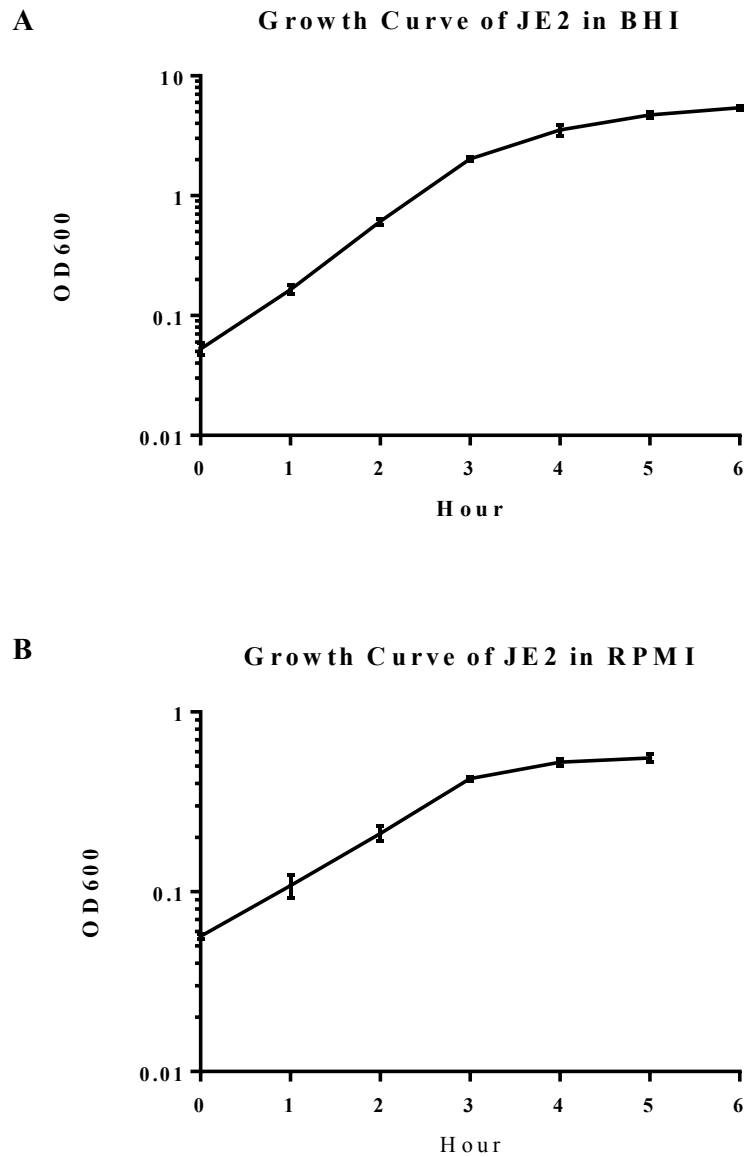 A
Growth Curve of JE2 in BHI
10
1
0.1
0.01
OD600
0 1 2 3 4 5 6
Hour
B
Growth Curve of JE2 in RPMI
1
0.1
0.01
OD600
0 1 2 3 4 5 6
Hour